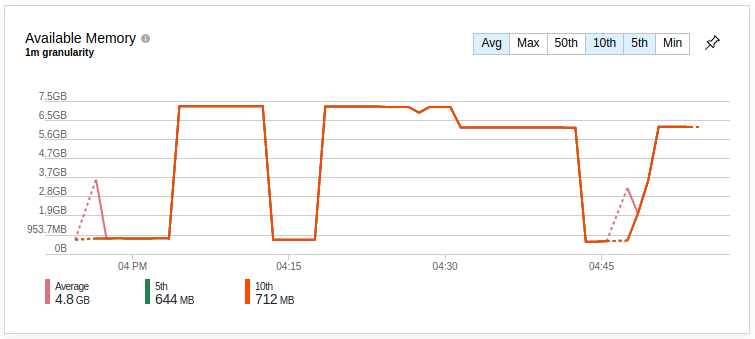 Available Memory
1m granularity
Avg Max 50th 10th 5th Min
7.5GB
6.5GB
5.6GB
4.7GB
3.7GB
2.8GB
1.9GB
953.7MB
0B
04 PM 04:15 04:30 04:45
Average 5th 10th
4.8 GB 644 MB 712 MB